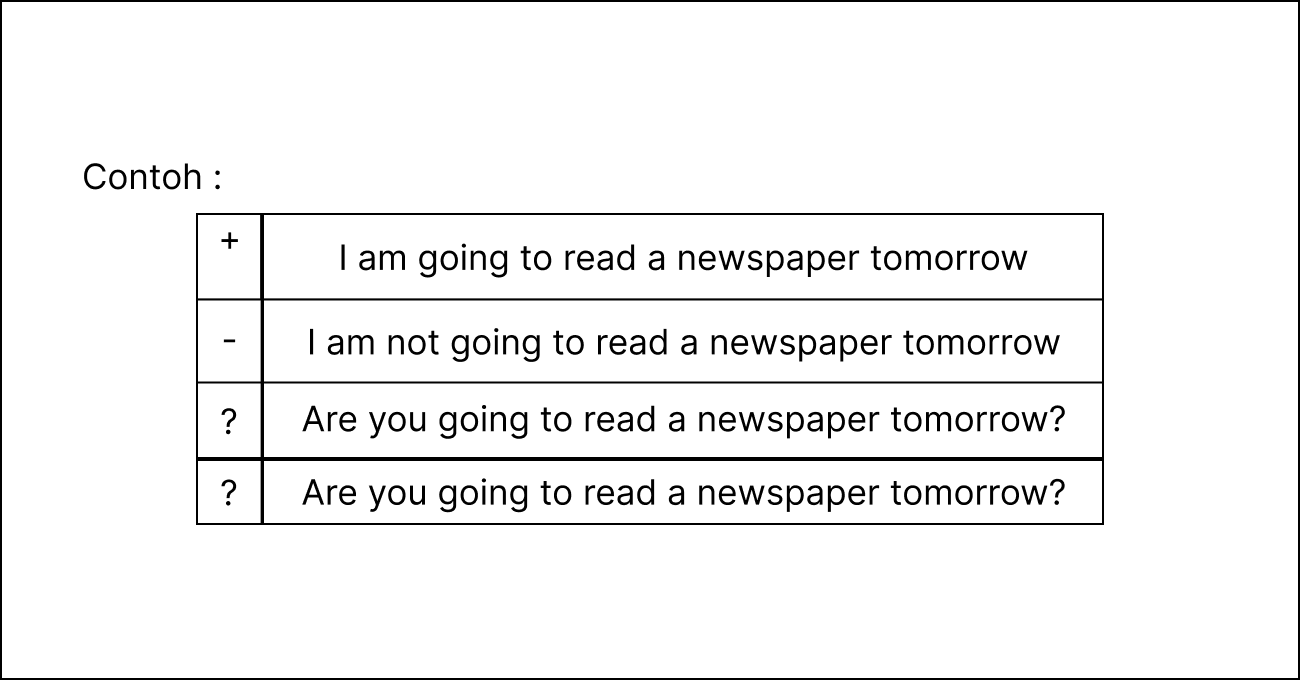 Contoh :
+ I am going to read a newspaper tomorrow
- I am not going to read a newspaper tomorrow
? Are you going to read a newspaper tomorrow?
? Are you going to read a newspaper tomorrow?